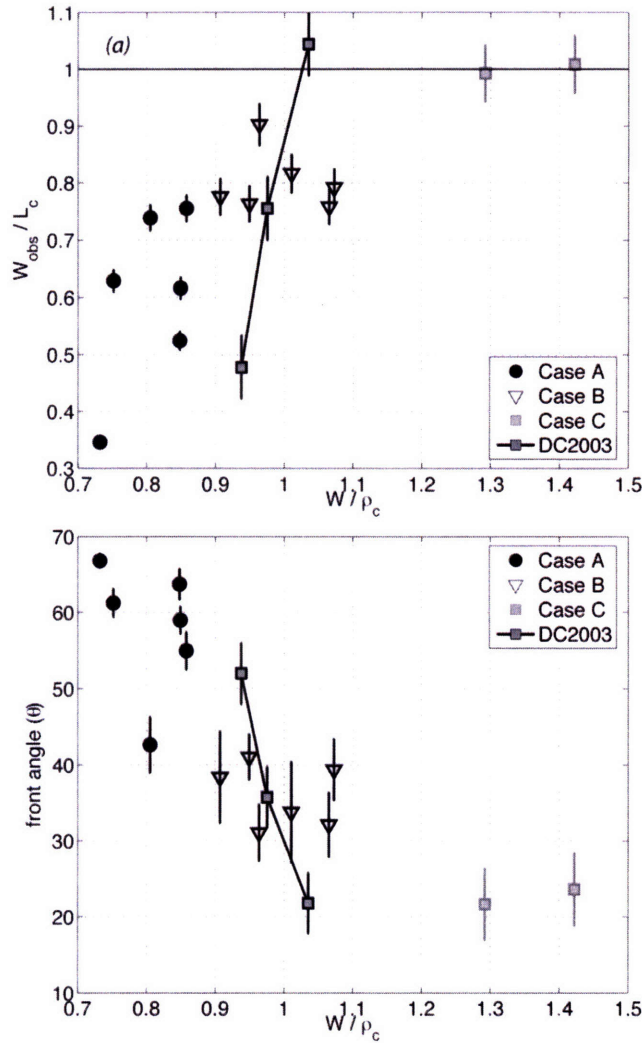 (a)
1.1
1
0.9
0.8
0.7
0.6
0.5
0.4
0.3
W_obs / L_c
0.7 0.8 0.9 1 1.1 1.2 1.3 1.4 1.5
W / ρ_c
Case A
Case B
Case C
DC2003
70
60
50
40
30
20
10
front angle (θ)
0.7 0.8 0.9 1 1.1 1.2 1.3 1.4 1.5
W / ρ_c
Case A
Case B
Case C
DC2003